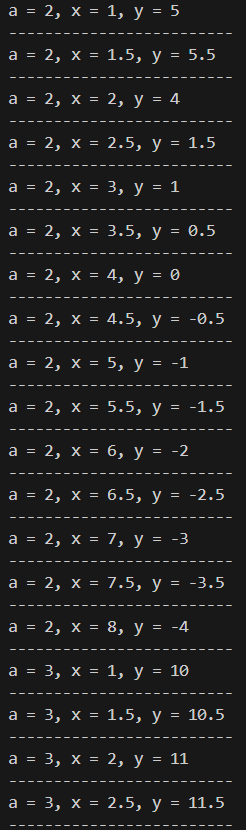 a = 2, x = 1, y = 5
--------------------------
a = 2, x = 1.5, y = 5.5
--------------------------
a = 2, x = 2, y = 4
--------------------------
a = 2, x = 2.5, y = 1.5
--------------------------
a = 2, x = 3, y = 1
--------------------------
a = 2, x = 3.5, y = 0.5
--------------------------
a = 2, x = 4, y = 0
--------------------------
a = 2, x = 4.5, y = -0.5
--------------------------
a = 2, x = 5, y = -1
--------------------------
a = 2, x = 5.5, y = -1.5
--------------------------
a = 2, x = 6, y = -2
--------------------------
a = 2, x = 6.5, y = -2.5
--------------------------
a = 2, x = 7, y = -3
--------------------------
a = 2, x = 7.5, y = -3.5
--------------------------
a = 2, x = 8, y = -4
--------------------------
a = 3, x = 1, y = 10
--------------------------
a = 3, x = 1.5, y = 10.5
--------------------------
a = 3, x = 2, y = 11
--------------------------
a = 3, x = 2.5, y = 11.5
--------------------------